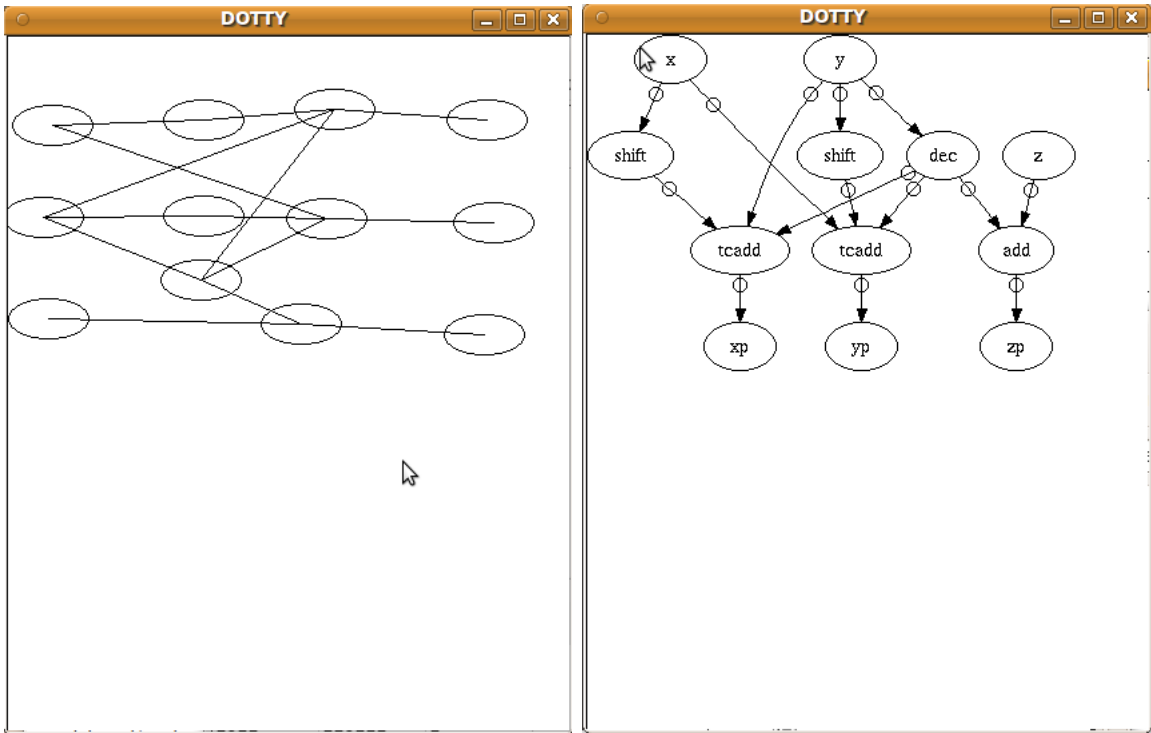 DOTTY
DOTTY
x y
shift shift dec z
tcadd tcadd add
xp yp zp